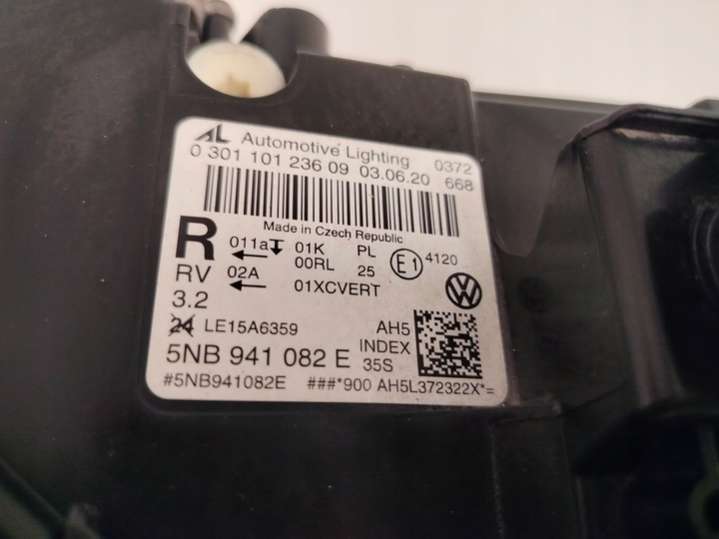 AL Automotive Lighting 0372
0 301 101 236 09 03.06.20 668
Made in Czech Republic
R 011a 01K PL E1 4120
00RL 25
RV 02A 01XCVERT
3.2
24 LE15A6359 AH5
5NB 941 082 E INDEX 35S
#5NB941082E ###*900 AH5L372322X*=